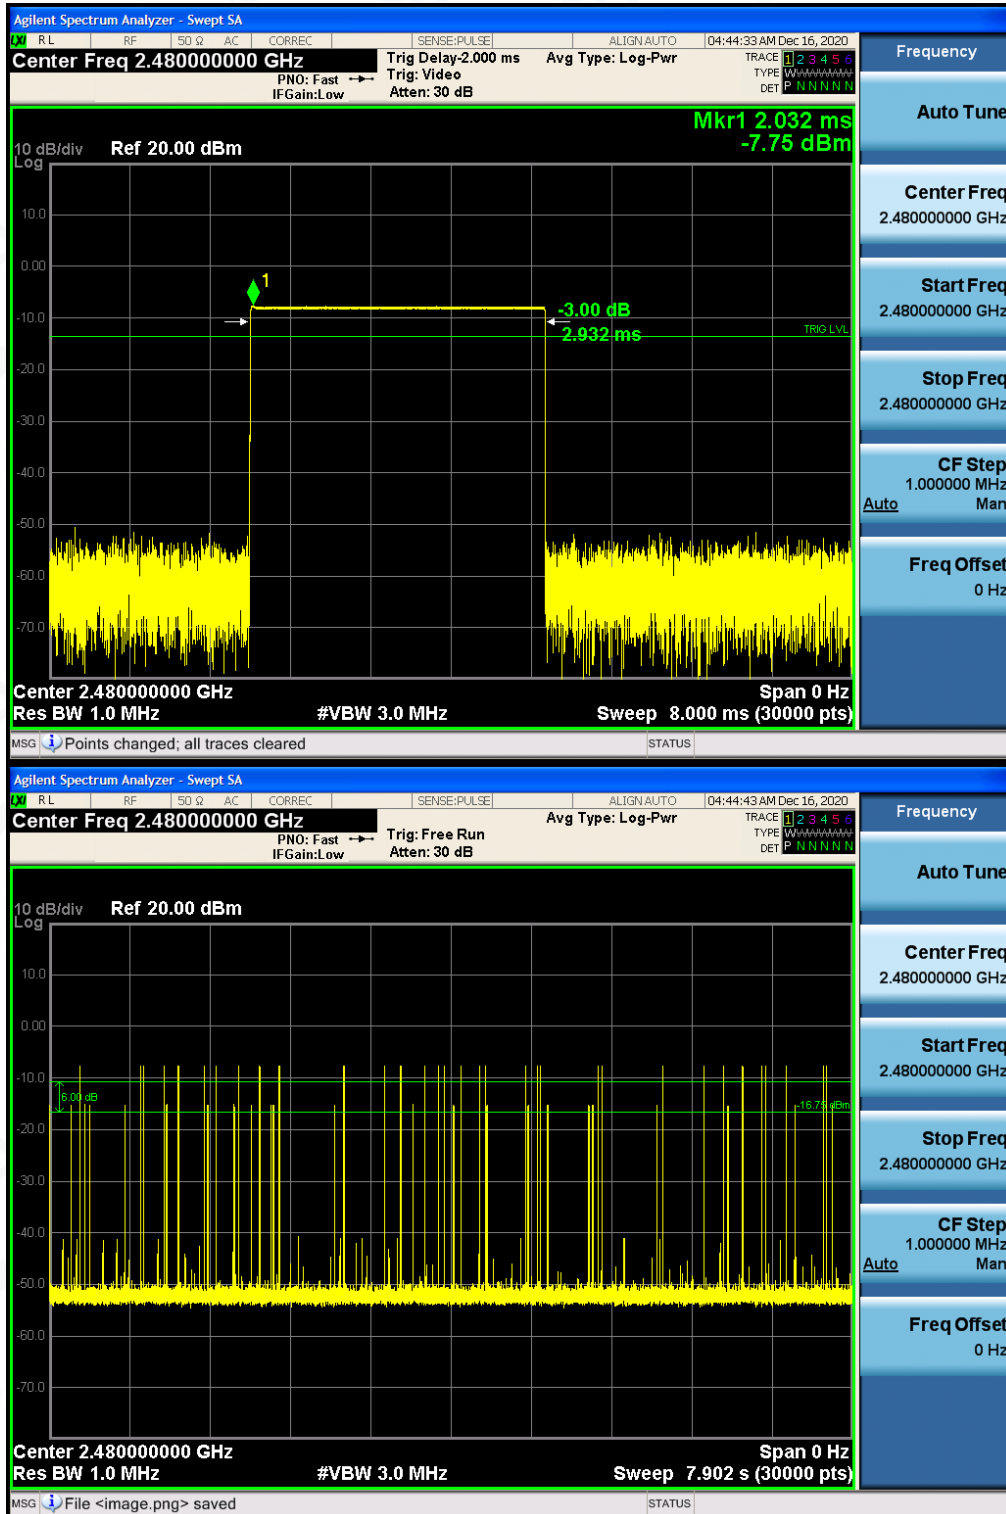 Agilent Spectrum Analyzer - Swept SA
LXI RL RF 50 Ω AC CORREC SENSE:PULSE ALIGN AUTO 04:44:33 AM Dec 16, 2020
Center Freq 2.480000000 GHz
PNO: Fast
IFGain:Low
Trig Delay-2.000 ms
Trig: Video
Atten: 30 dB
Avg Type: Log-Pwr
TRACE 1 2 3 4 5 6
TYPE
DET P N N N N N
Mkr1 2.032 ms
-7.75 dBm
10 dB/div Ref 20.00 dBm
Log
10.0
0.00
1
-10.0
-3.00 dB
2.932 ms
TRIG LVL
-20.0
-30.0
-40.0
-50.0
-60.0
-70.0
Center 2.480000000 GHz Span 0 Hz
Res BW 1.0 MHz #VBW 3.0 MHz Sweep 8.000 ms (30000 pts)
MSG Points changed; all traces cleared STATUS
Frequency
Auto Tune
Center Freq
2.480000000 GHz
Start Freq
2.480000000 GHz
Stop Freq
2.480000000 GHz
CF Step
1.000000 MHz
Auto Man
Freq Offset
0 Hz
Agilent Spectrum Analyzer - Swept SA
LXI RL RF 50 Ω AC CORREC SENSE:PULSE ALIGN AUTO 04:44:43 AM Dec 16, 2020
Center Freq 2.480000000 GHz
PNO: Fast
IFGain:Low
Trig: Free Run
Atten: 30 dB
Avg Type: Log-Pwr
TRACE 1 2 3 4 5 6
TYPE
DET P N N N N N
10 dB/div Ref 20.00 dBm
Log
10.0
0.00
-10.0
6.00 dB
-16.75 dBm
-20.0
-30.0
-40.0
-50.0
-60.0
-70.0
Center 2.480000000 GHz Span 0 Hz
Res BW 1.0 MHz #VBW 3.0 MHz Sweep 7.902 s (30000 pts)
MSG File <image.png> saved STATUS
Frequency
Auto Tune
Center Freq
2.480000000 GHz
Start Freq
2.480000000 GHz
Stop Freq
2.480000000 GHz
CF Step
1.000000 MHz
Auto Man
Freq Offset
0 Hz